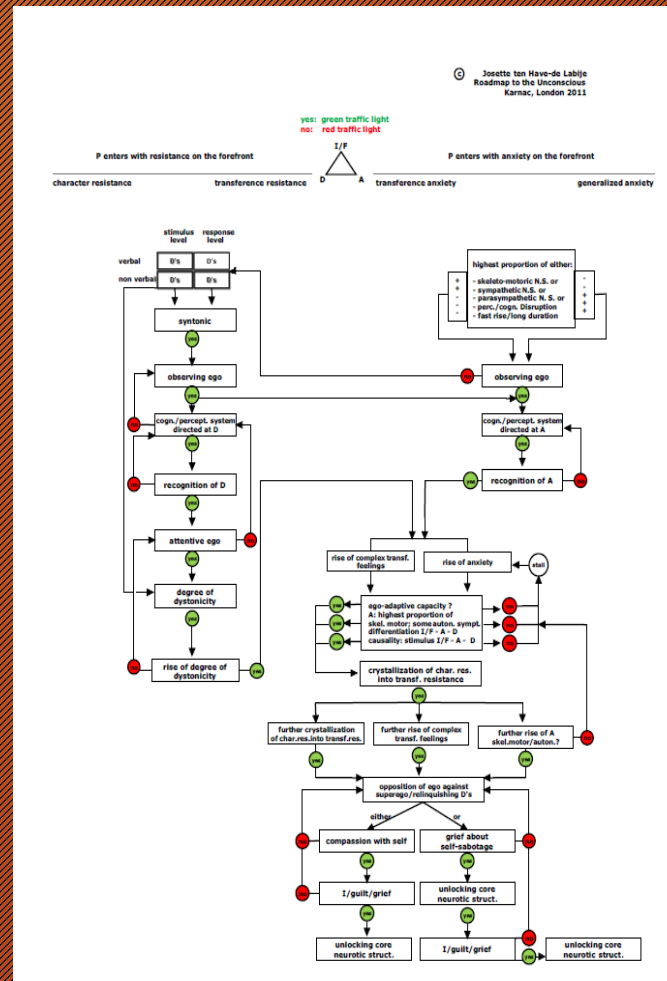 © Josette ten Have-de Labije
Roadmap to the Unconscious
Karnac, London 2011
yes: green traffic light
no: red traffic light
I/F
D
A
P enters with resistance on the forefront
P enters with anxiety on the forefront
character resistance
transference resistance
transference anxiety
generalized anxiety
stimulus level
response level
verbal
D's
D's
non verbal
D's
D's
syntonic
yes
observing ego
yes
cogn./percept. system
directed at D
no
yes
recognition of D
no
yes
attentive ego
no
yes
degree of
dystonicity
yes
rise of degree of
dystonicity
no
yes
highest proportion of either:
- skeleto-motoric N.S. or
- sympathetic N.S. or
- parasympathetic N. S. or
- perc./cogn. Disruption
- fast rise/long duration
+
+
-
-
-
-
-
+
+
+
observing ego
no
yes
cogn./percept. system
directed at A
yes
recognition of A
yes
no
rise of complex transf.
feelings
rise of anxiety
stall
ego-adaptive capacity ?
A: highest proportion of
skel. motor; some auton. sympt.
differentiation I/F - A - D
causality: stimulus I/F - A - D
yes
yes
yes
no
no
no
crystallization of char. res.
into transf. resistance
yes
further crystallization
of char.res.into transf.res.
further rise of complex
transf. feelings
further rise of A
skel.motor/auton.?
no
yes
yes
yes
opposition of ego against
superego/relinquishing D's
either
or
compassion with self
grief about
self-sabotage
no
no
yes
yes
I/guilt/grief
unlocking core
neurotic struct.
no
yes
yes
unlocking core
neurotic struct.
I/guilt/grief
no
yes
unlocking core
neurotic struct.